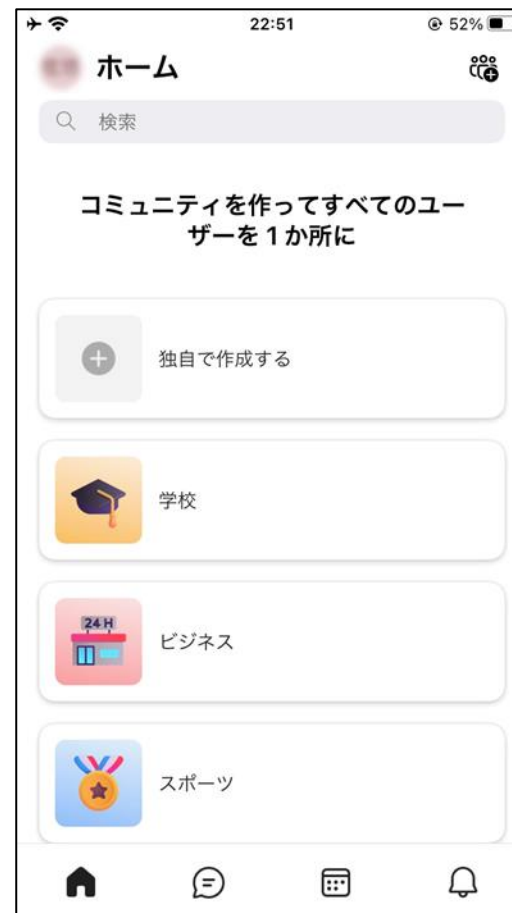 22:51 52%
ホーム
検索
コミュニティを作ってすべてのユー
ザーを1か所に
独自で作成する
学校
24 H
ビジネス
スポーツ